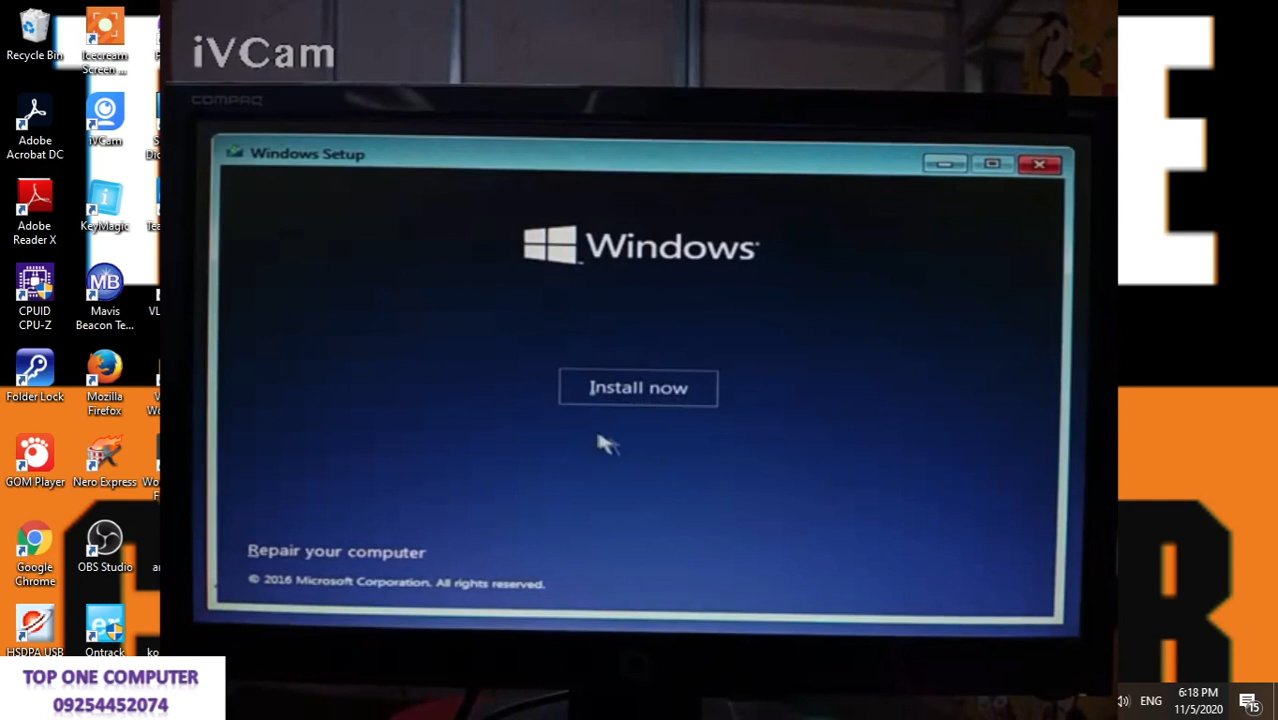 Recycle Bin
Icecream
Screen ...
Adobe
Acrobat DC
iVCam
Adobe
Reader X
KeyMagic
CPUID
CPU-Z
MB
Mavis
Beacon Te...
Folder Lock
Mozilla
Firefox
GOM Player
Nero Express
Google
Chrome
OBS Studio
HSDPA USB
er
Ontrack
iVCam
COMPAQ
Windows Setup
Windows
Install now
Repair your computer
© 2016 Microsoft Corporation. All rights reserved.
TOP ONE COMPUTER
09254452074
ENG
6:18 PM
11/5/2020
15